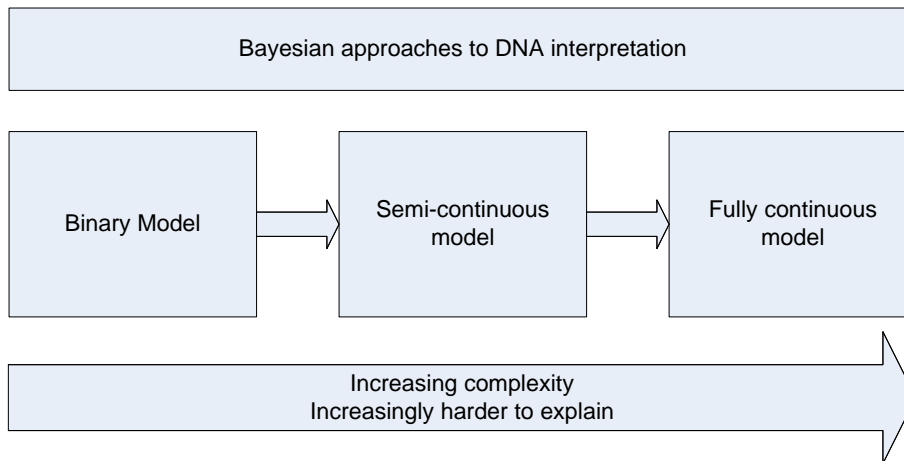 Bayesian approaches to DNA interpretation
Binary Model
Semi-continuous
model
Fully continuous
model
Increasing complexity
Increasingly harder to explain